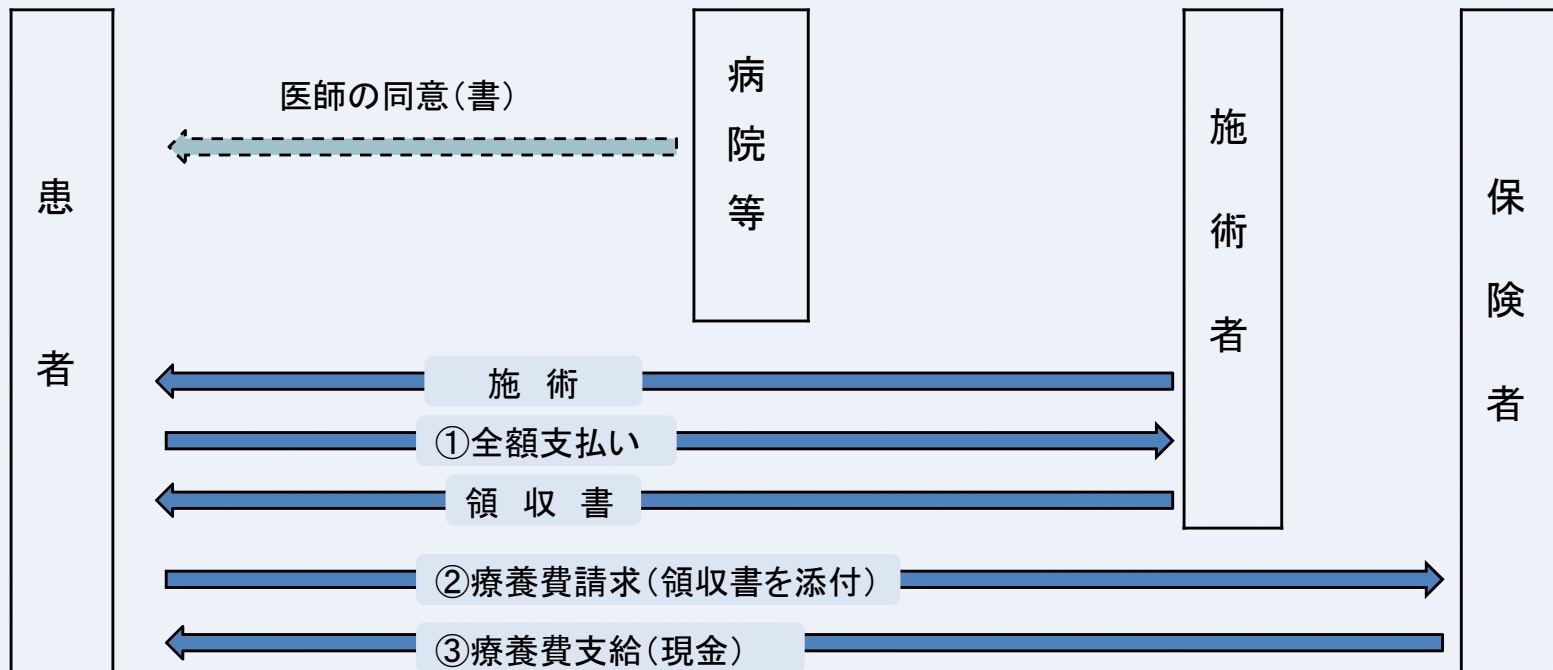 患者
医師の同意（書）
病院等
施術者
保険者
施 術
①全額支払い
領 収 書
②療養費請求（領収書を添付）
③療養費支給（現金）